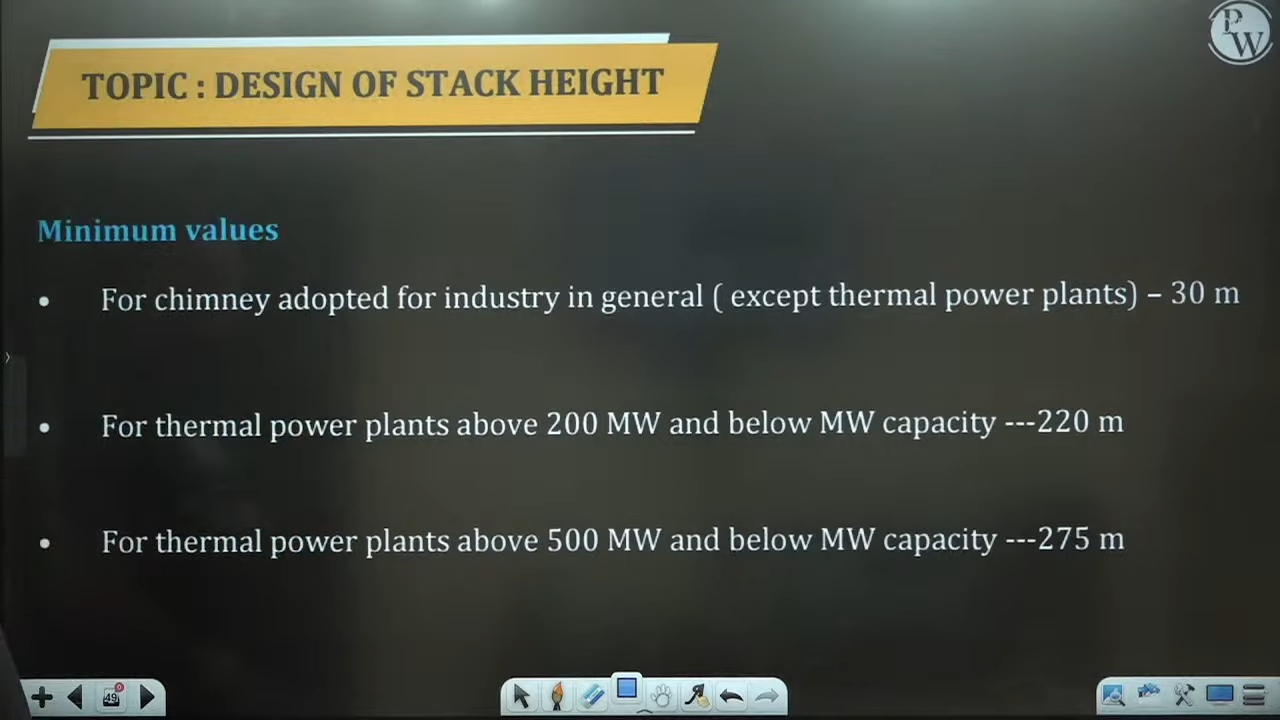 PW
TOPIC : DESIGN OF STACK HEIGHT
Minimum values
• For chimney adopted for industry in general ( except thermal power plants) – 30 m
• For thermal power plants above 200 MW and below MW capacity ---220 m
• For thermal power plants above 500 MW and below MW capacity ---275 m
49